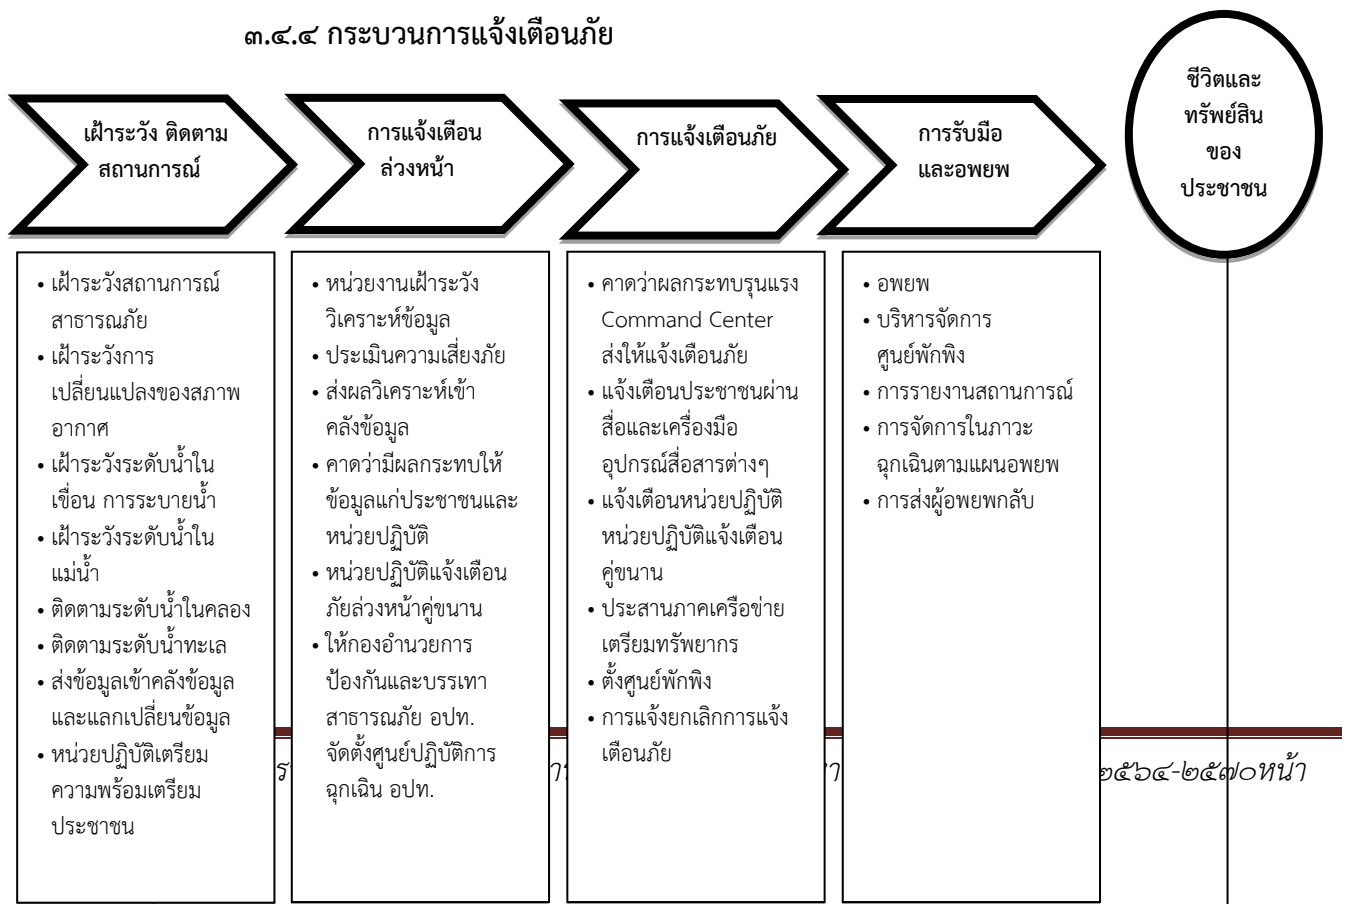 ๓.๔.๔ กระบวนการแจ้งเตือนภัย
เฝ้าระวัง ติดตาม
สถานการณ์
การแจ้งเตือน
ล่วงหน้า
การแจ้งเตือนภัย
การรับมือ
และอพยพ
ชีวิตและ
ทรัพย์สิน
ของ
ประชาชน
• เฝ้าระวังสถานการณ์
สาธารณภัย
• เฝ้าระวังการ
เปลี่ยนแปลงของสภาพ
อากาศ
• เฝ้าระวังระดับน้ำใน
เขื่อน การระบายน้ำ
• เฝ้าระวังระดับน้ำใน
แม่น้ำ
• ติดตามระดับน้ำในคลอง
• ติดตามระดับน้ำทะเล
• ส่งข้อมูลเข้าคลังข้อมูล
และแลกเปลี่ยนข้อมูล
• หน่วยปฏิบัติเตรียม
ความพร้อมเตรียม
ประชาชน
• หน่วยงานเฝ้าระวัง
วิเคราะห์ข้อมูล
• ประเมินความเสี่ยงภัย
• ส่งผลวิเคราะห์เข้า
คลังข้อมูล
• คาดว่ามีผลกระทบให้
ข้อมูลแก่ประชาชนและ
หน่วยปฏิบัติ
• หน่วยปฏิบัติแจ้งเตือน
ภัยล่วงหน้าคู่ขนาน
• ให้กองอำนวยการ
ป้องกันและบรรเทา
สาธารณภัย อปท.
จัดตั้งศูนย์ปฏิบัติการ
ฉุกเฉิน อปท.
• คาดว่าผลกระทบรุนแรง
Command Center
ส่งให้แจ้งเตือนภัย
• แจ้งเตือนประชาชนผ่าน
สื่อและเครื่องมือ
อุปกรณ์สื่อสารต่างๆ
• แจ้งเตือนหน่วยปฏิบัติ
หน่วยปฏิบัติแจ้งเตือน
คู่ขนาน
• ประสานภาคเครือข่าย
เตรียมทรัพยากร
• ตั้งศูนย์พักพิง
• การแจ้งยกเลิกการแจ้ง
เตือนภัย
• อพยพ
• บริหารจัดการ
ศูนย์พักพิง
• การรายงานสถานการณ์
• การจัดการในภาวะ
ฉุกเฉินตามแผนอพยพ
• การส่งผู้อพยพกลับ
๒๕๖๔-๒๕๗๐หน้า